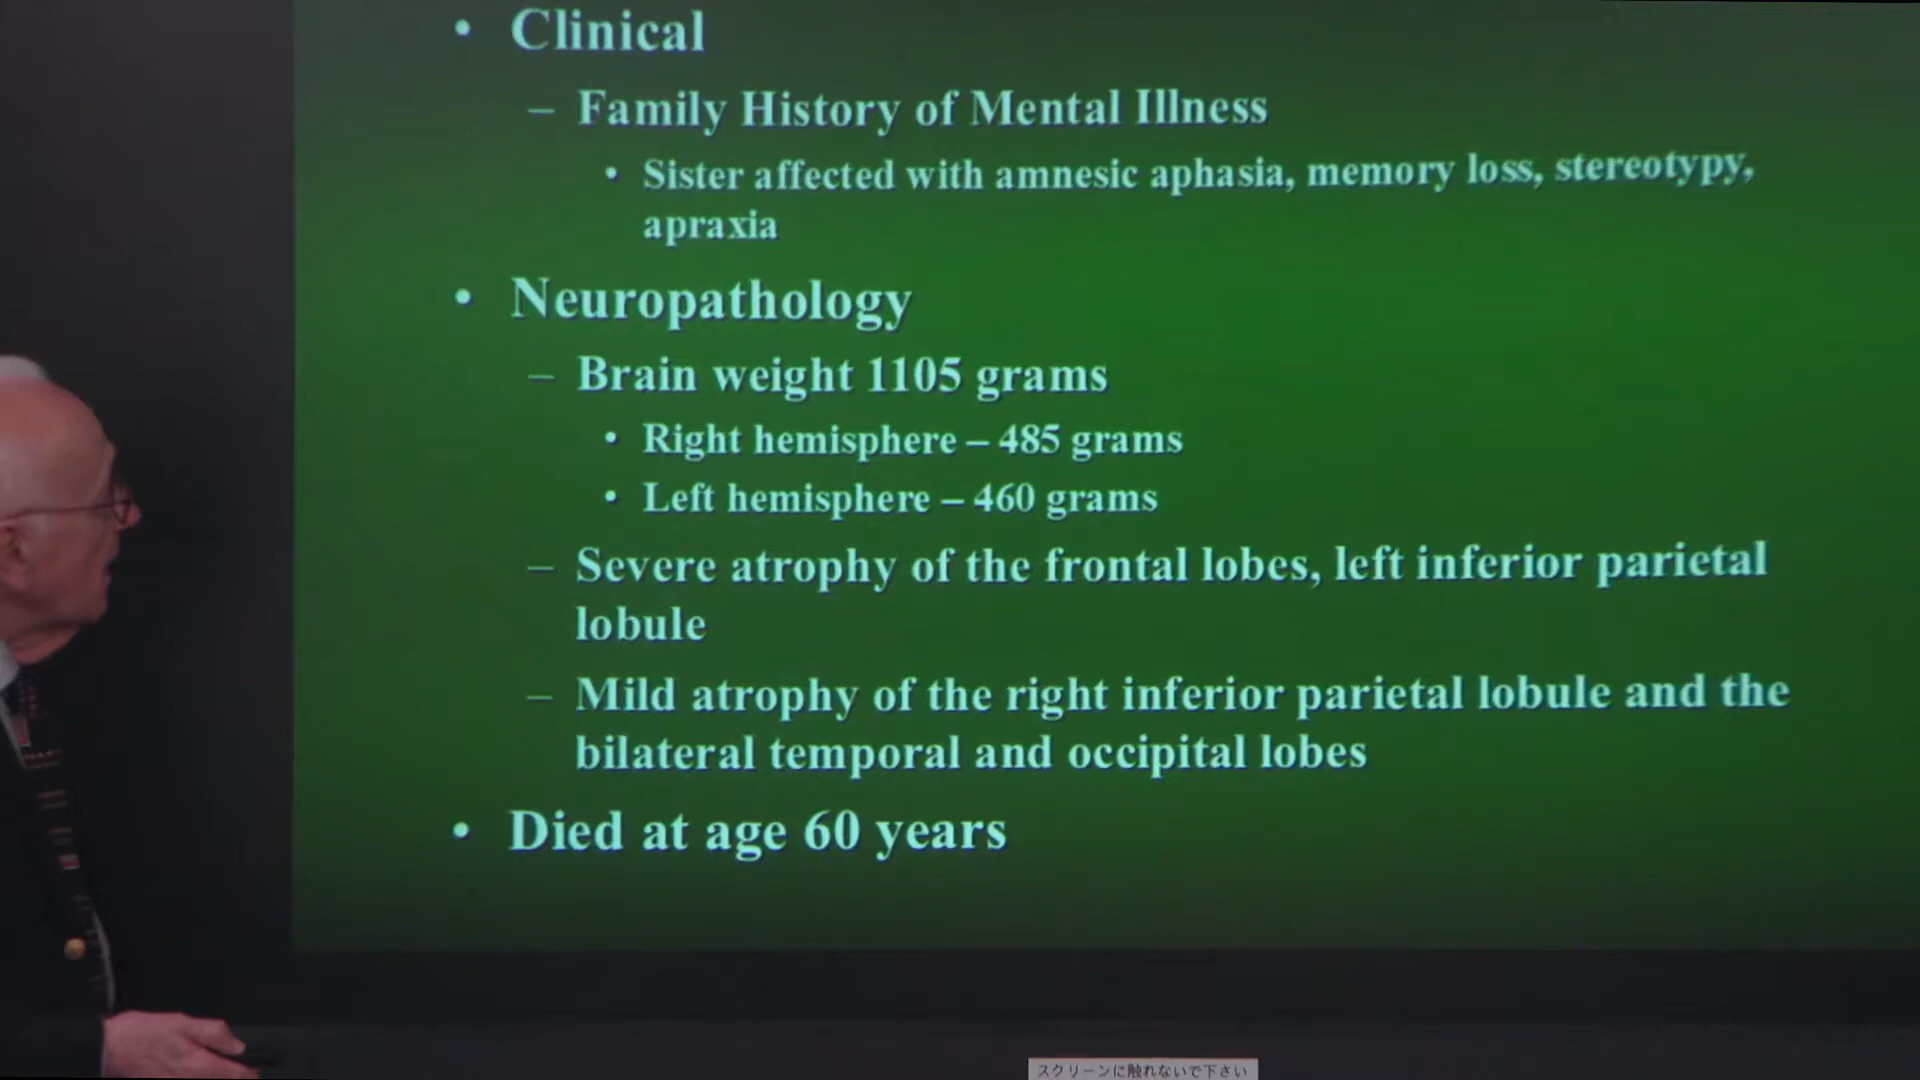 • Clinical
– Family History of Mental Illness
• Sister affected with amnesic aphasia, memory loss, stereotypy,
apraxia
• Neuropathology
– Brain weight 1105 grams
• Right hemisphere – 485 grams
• Left hemisphere – 460 grams
– Severe atrophy of the frontal lobes, left inferior parietal
lobule
– Mild atrophy of the right inferior parietal lobule and the
bilateral temporal and occipital lobes
• Died at age 60 years
スクリーンに触れないで下さい